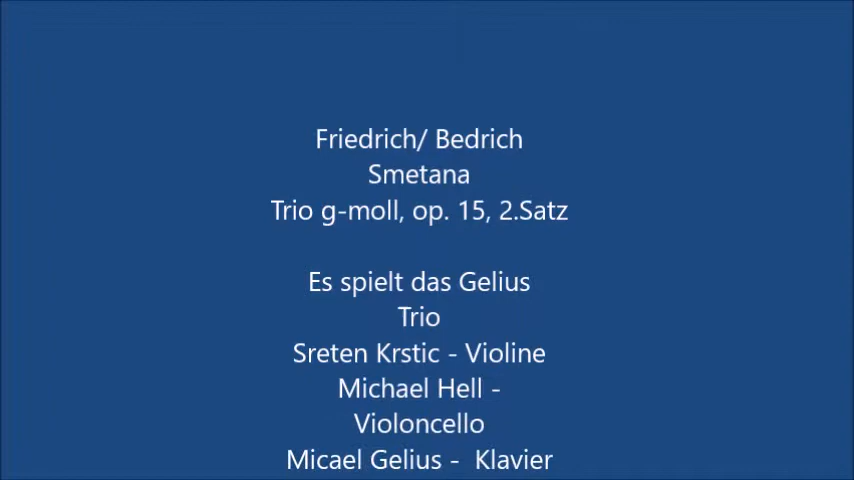 Friedrich/ Bedrich
Smetana
Trio g-moll, op. 15, 2.Satz
Es spielt das Gelius
Trio
Sreten Krstic - Violine
Michael Hell -
Violoncello
Micael Gelius -  Klavier